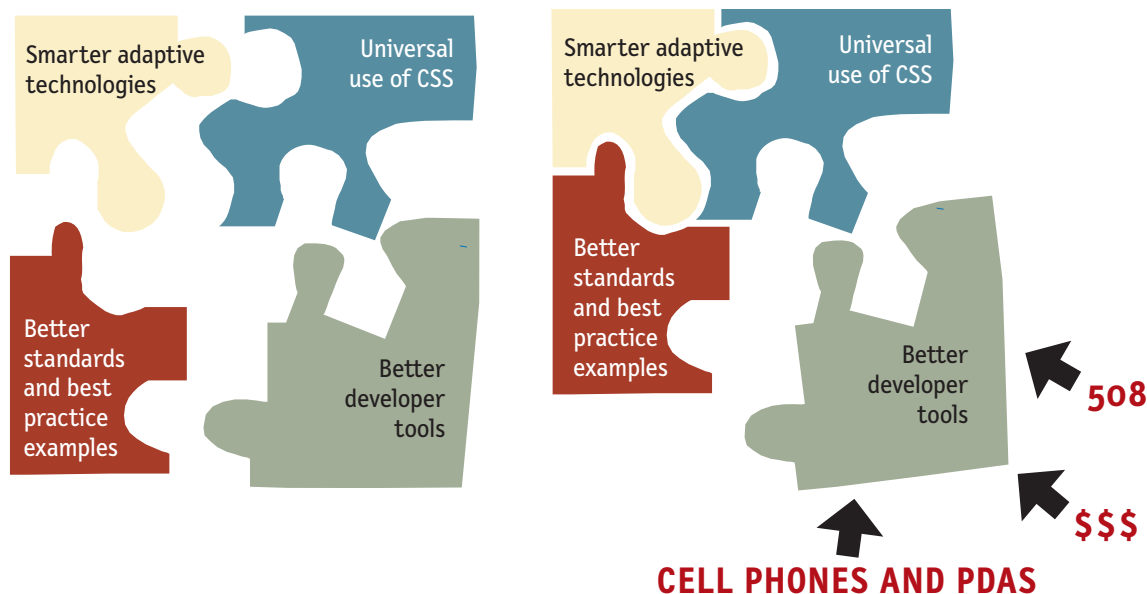 Smarter adaptive
technologies
Universal
use of CSS
Better
standards
and best
practice
examples
Better
developer
tools
Smarter adaptive
technologies
Universal
use of CSS
Better
standards
and best
practice
examples
Better
developer
tools
508
$$$
CELL PHONES AND PDAS